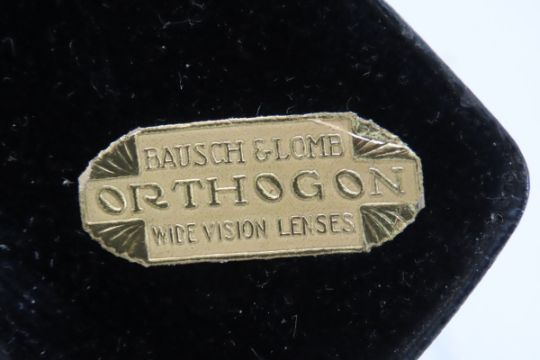 BAUSCH & LOMB
ORTHOGON
WIDE VISION LENSES